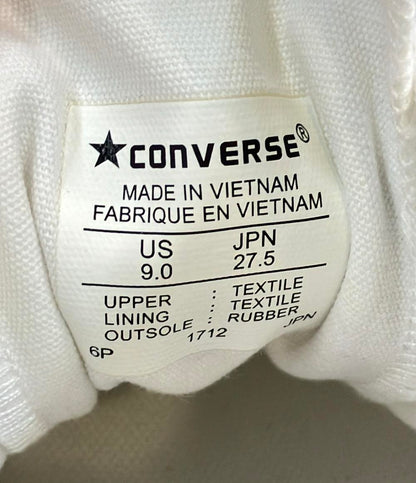 ★CONVERSE®
MADE IN VIETNAM
FABRIQUE EN VIETNAM
US JPN
9.0 27.5
UPPER : TEXTILE
LINING : TEXTILE
OUTSOLE : RUBBER
6P 1712 JPN